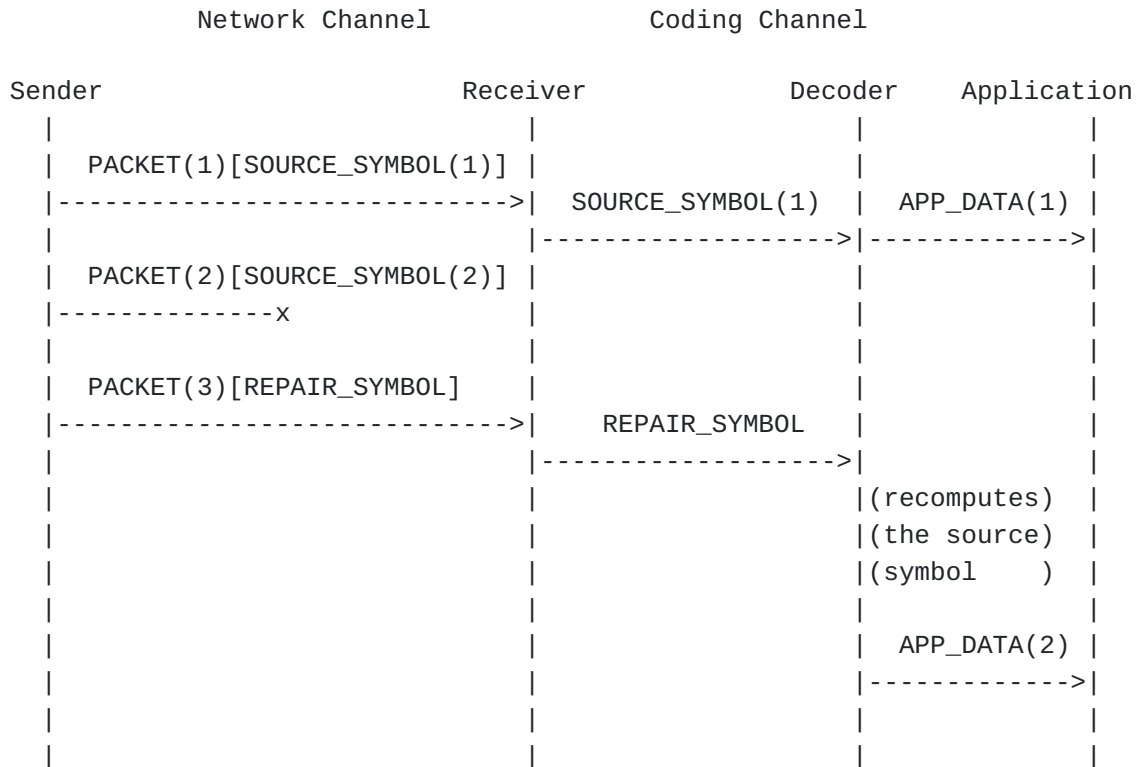 Network Channel Coding Channel
Sender Receiver Decoder Application
PACKET(1)[SOURCE_SYMBOL(1)]
SOURCE_SYMBOL(1) APP_DATA(1)
PACKET(2)[SOURCE_SYMBOL(2)]
x
PACKET(3)[REPAIR_SYMBOL]
REPAIR_SYMBOL
(recomputes)
(the source)
(symbol )
APP_DATA(2)